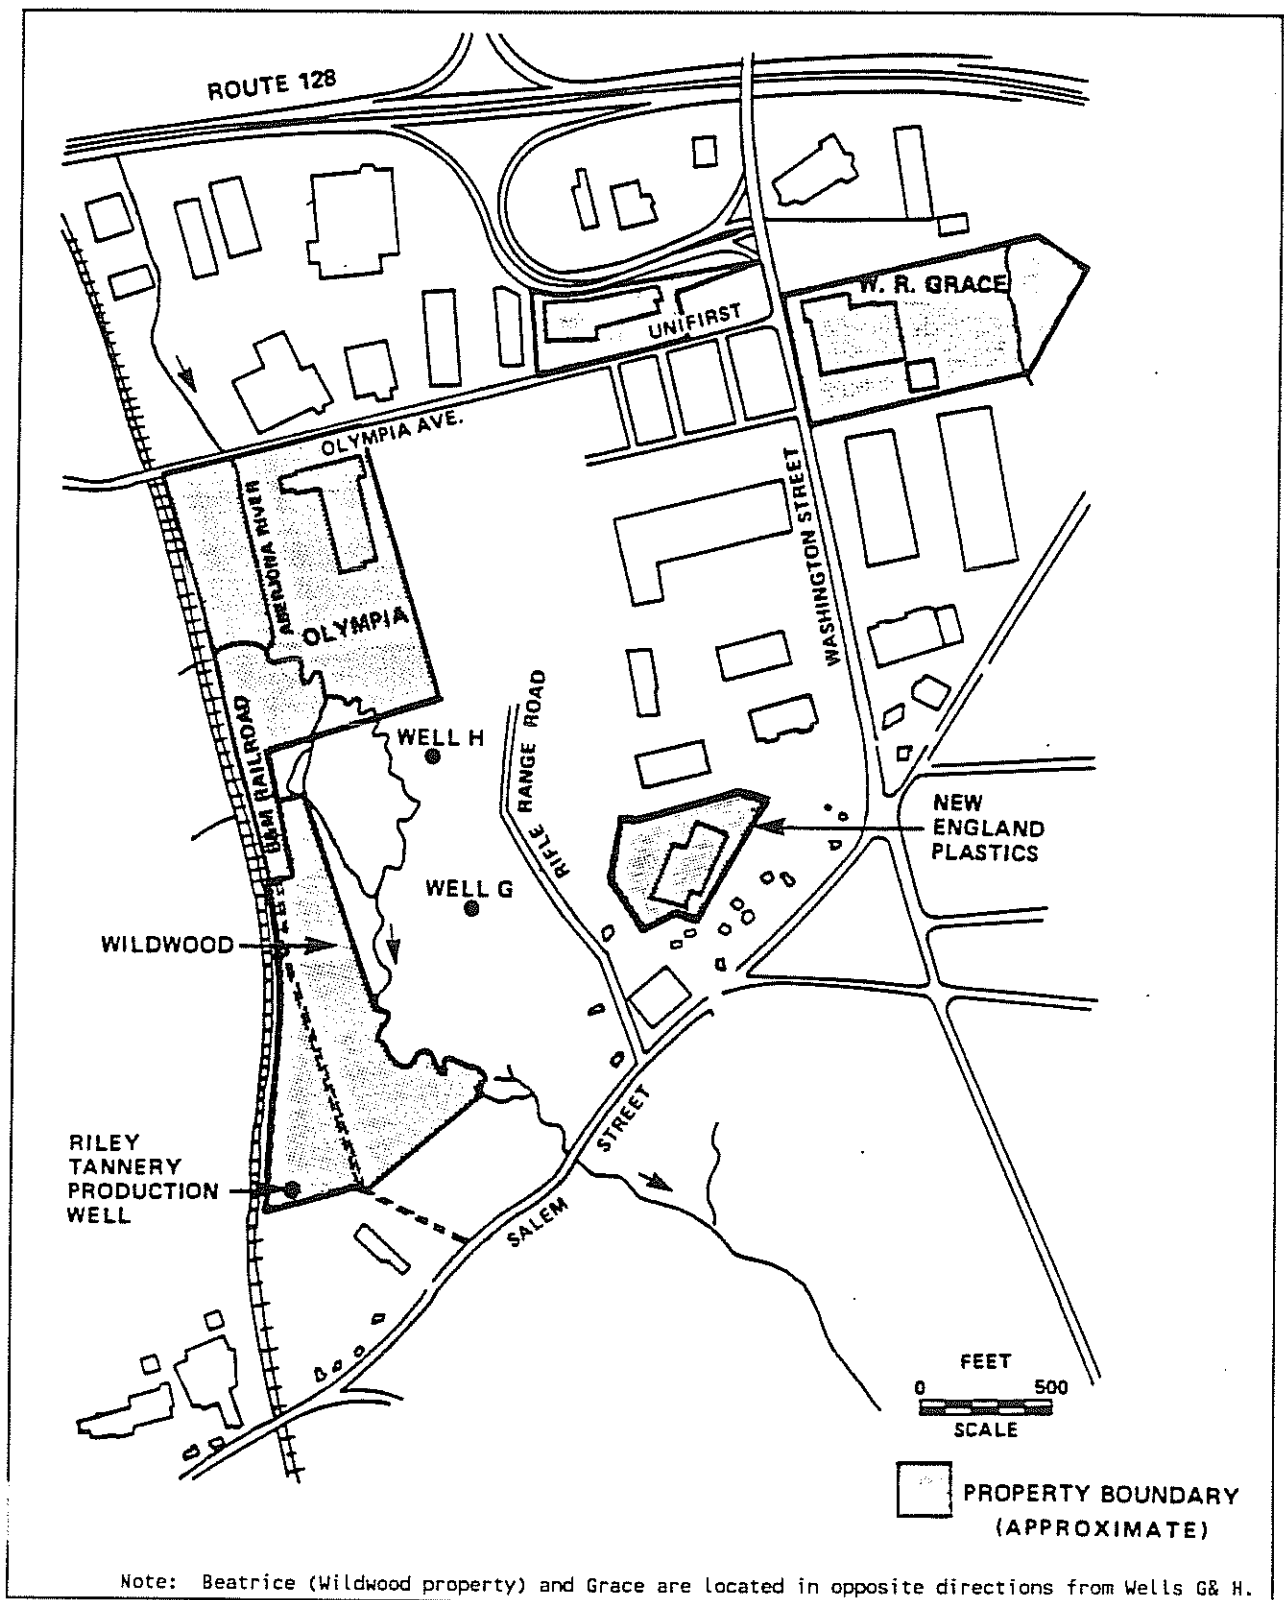 ROUTE 128
W. R. GRACE
UNIFIRST
OLYMPIA AVE.
ABERJONA RIVER
WASHINGTON STREET
OLYMPIA
B&M RAILROAD
WELL H
RIFLE RANGE ROAD
NEW
ENGLAND
PLASTICS
WELL G
WILDWOOD
RILEY
TANNERY
PRODUCTION
WELL
SALEM STREET
FEET
0 500
SCALE
PROPERTY BOUNDARY
(APPROXIMATE)
Note: Beatrice (Wildwood property) and Grace are located in opposite directions from Wells G& H.